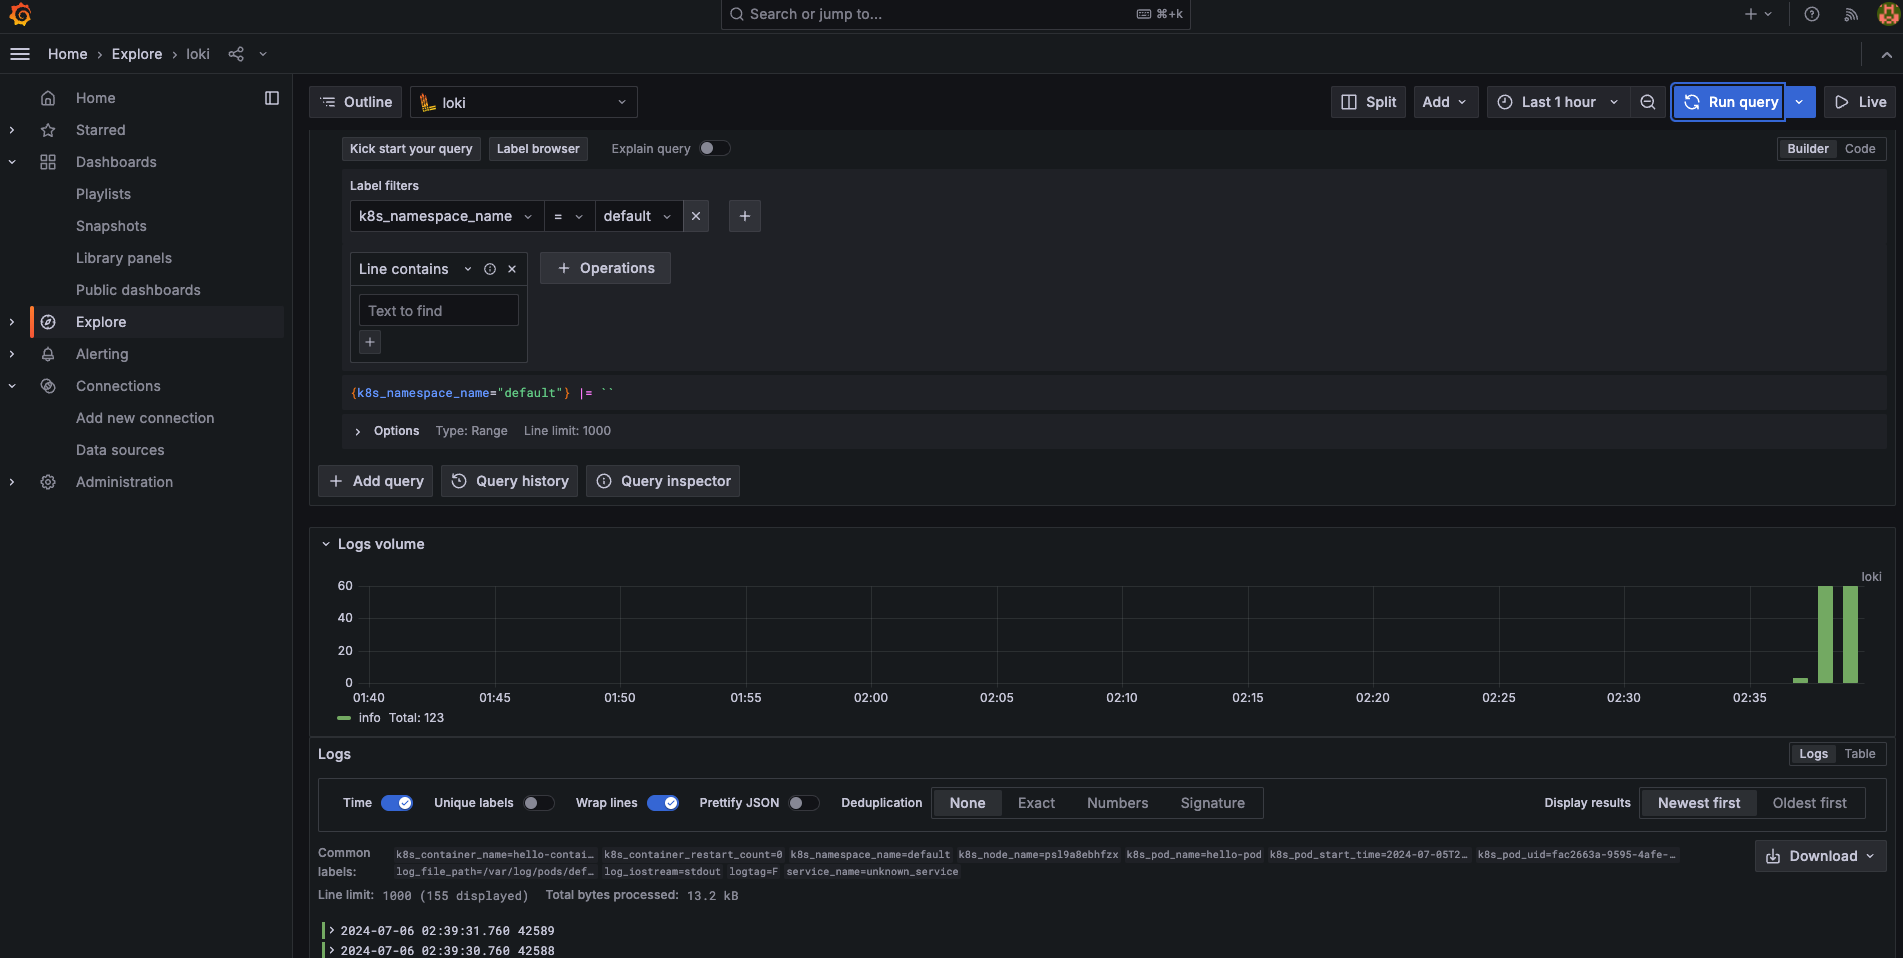 Search or jump to...
⌘+k
Home › Explore › loki
Home
Starred
Dashboards
Playlists
Snapshots
Library panels
Public dashboards
Explore
Alerting
Connections
Add new connection
Data sources
Administration
Outline
loki
Split
Add
Last 1 hour
Run query
Live
Kick start your query
Label browser
Explain query
Builder
Code
Label filters
k8s_namespace_name
=
default
Line contains
Operations
Text to find
{k8s_namespace_name="default"} |= ``
Options Type: Range Line limit: 1000
Add query
Query history
Query inspector
Logs volume
loki
60
40
20
0
01:40 01:45 01:50 01:55 02:00 02:05 02:10 02:15 02:20 02:25 02:30 02:35
info Total: 123
Logs
Logs
Table
Time
Unique labels
Wrap lines
Prettify JSON
Deduplication
None
Exact
Numbers
Signature
Display results
Newest first
Oldest first
Common labels:
k8s_container_name=hello-contai… k8s_container_restart_count=0 k8s_namespace_name=default k8s_node_name=psl9a8ebhfzx k8s_pod_name=hello-pod k8s_pod_start_time=2024-07-05T2… k8s_pod_uid=fac2663a-9595-4afe-…
log_file_path=/var/log/pods/def… log_iostream=stdout logtag=F service_name=unknown_service
Download
Line limit: 1000 (155 displayed) Total bytes processed: 13.2 kB
2024-07-06 02:39:31.760 42589
2024-07-06 02:39:30.760 42588